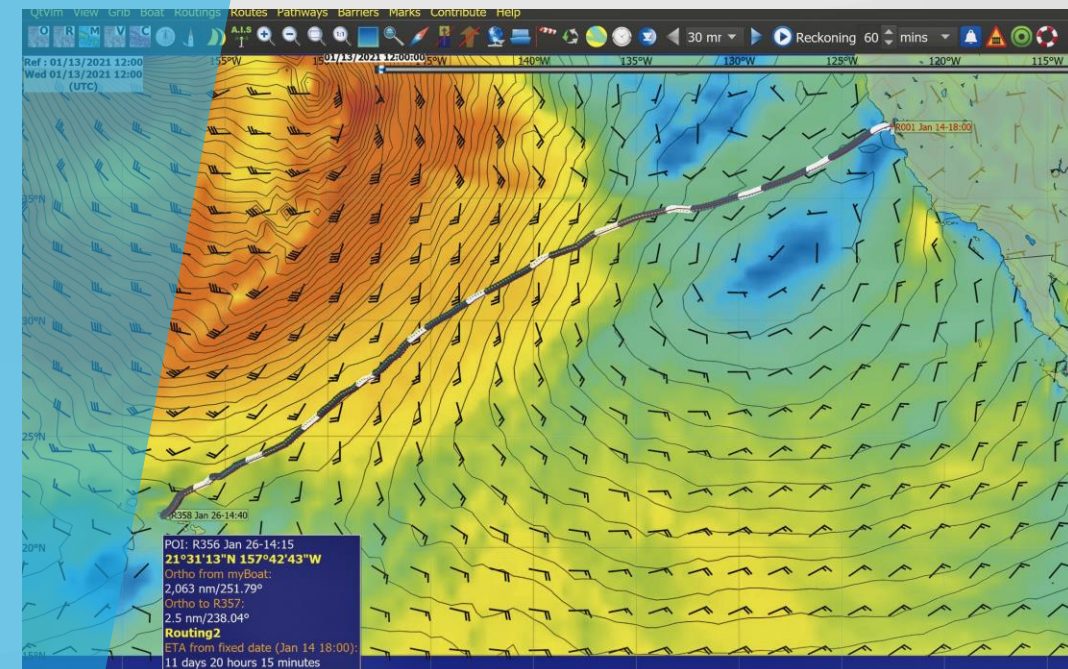 QtVlm View Grib Boat Routings Routes Pathways Barriers Marks Contribute Help
O R M V C A.I.S 1:1 30 mr Reckoning 60 mins
Ref : 01/13/2021 12:00
Wed 01/13/2021 12:00
(UTC)
01/13/2021 12:00:00
155°W 145°W 140°W 135°W 130°W 125°W 120°W 115°W
R001 Jan 14-18:00
35°N
30°N
25°N
R358 Jan 26-14:40
20°N
POI: R356 Jan 26-14:15
21°31'13"N 157°42'43"W
Ortho from myBoat:
2,063 nm/251.79°
Ortho to R357:
2.5 nm/238.04°
Routing2
ETA from fixed date (Jan 14 18:00):
15°N
11 days 20 hours 15 minutes